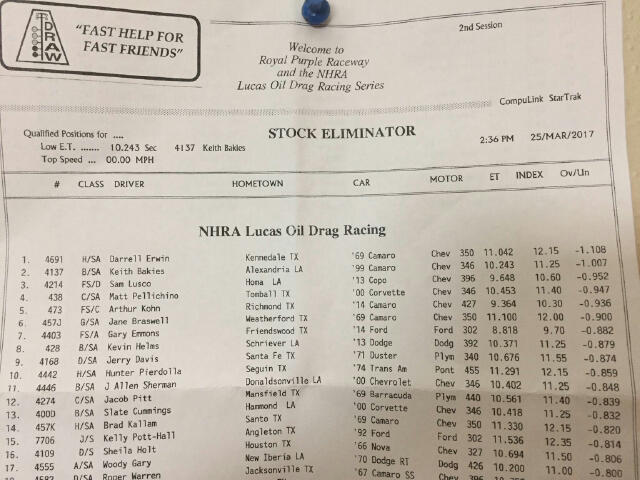 DRAW
"FAST HELP FOR
FAST FRIENDS"
2nd Session
Welcome to
Royal Purple Raceway
and the NHRA
Lucas Oil Drag Racing Series
CompuLink StarTrak
Qualified Positions for ....
STOCK ELIMINATOR
2:36 PM 25/MAR/2017
Low E.T. ....... 10.243 Sec 4137 Keith Bakies
Top Speed ... 00.00 MPH
# CLASS DRIVER HOMETOWN CAR MOTOR ET INDEX Ov/Un
NHRA Lucas Oil Drag Racing
1. 4691 H/SA Darrell Erwin Kennedale TX '69 Camaro Chev 350 11.042 12.15 -1.108
2. 4137 B/SA Keith Bakies Alexandria LA '99 Camaro Chev 346 10.243 11.25 -1.007
3. 4214 FS/D Sam Lusco Homa LA '13 Copo Chev 396 9.648 10.60 -0.952
4. 438 C/SA Matt Pellichino Tomball TX '00 Corvette Chev 346 10.453 11.40 -0.947
5. 473 FS/C Arthur Kohn Richmond TX '14 Camaro Chev 427 9.364 10.30 -0.936
6. 457J G/SA Jane Braswell Weatherford TX '69 Camaro Chev 350 11.100 12.00 -0.900
7. 4403 FS/A Gary Emmons Friendswood TX '14 Ford Ford 302 8.818 9.70 -0.882
8. 428 B/SA Kevin Helms Schriever LA '13 Dodge Dodg 392 10.371 11.25 -0.879
9. 4168 D/SA Jerry Davis Santa Fe TX '71 Duster Plym 340 10.676 11.55 -0.874
10. 4442 H/SA Hunter Pierdolla Seguin TX '74 Trans Am Pont 455 11.291 12.15 -0.859
11. 4446 B/SA J Allen Sherman Donaldsonville LA '00 Chevrolet Chev 346 10.402 11.25 -0.848
12. 4274 C/SA Jacob Pitt Mansfield TX '69 Barracuda Plym 440 10.561 11.40 -0.839
13. 400D B/SA Slate Cummings Hammond LA '00 Corvette Chev 346 10.418 11.25 -0.832
14. 457K H/SA Brad Kallam Santo TX '69 Camaro Chev 350 11.330 12.15 -0.820
15. 7706 J/S Kelly Pott-Hall Angleton TX '92 Ford Ford 302 11.536 12.35 -0.814
16. 4109 D/S Sheila Holt Houston TX '66 Nova Chev 327 10.694 11.50 -0.806
17. 4555 A/SA Woody Gary New Iberia LA '70 Dodge RT Dodg 426 10.200 11.00 -0.800
D/SA Roger Warren Jacksonville TX '67 Camaro SS